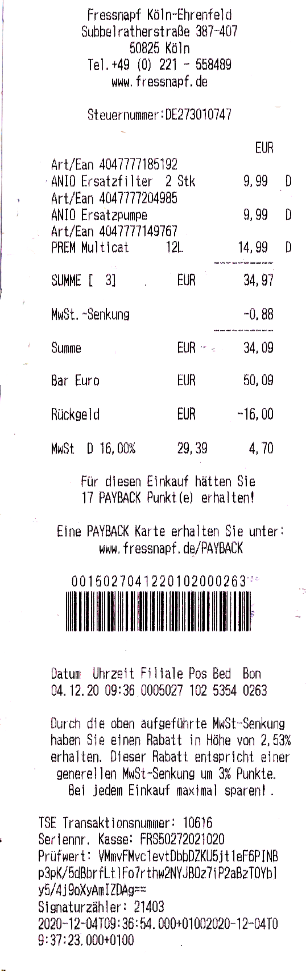 Fressnapf Köln-Ehrenfeld
Subbelratherstraße 387-407
50825 Köln
Tel.+49 (0) 221 - 558489
www.fressnapf.de
Steuernummer:DE273010747
EUR
Art/Ean 4047777185192
ANIO Ersatzfilter 2 Stk 9,99 D
Art/Ean 4047777204985
ANIO Ersatzpumpe 9,99 D
Art/Ean 4047777149767
PREM Multicat 12L 14,99 D
----------
SUMME [ 3] EUR 34,97
MwSt.-Senkung -0,88
----------
Summe EUR 34,09
Bar Euro EUR 50,09
Rückgeld EUR -16,00
MwSt D 16,00% 29,39 4,70
Für diesen Einkauf hätten Sie
17 PAYBACK Punkt(e) erhalten!
Eine PAYBACK Karte erhalten Sie unter:
www.fressnapf.de/PAYBACK
0015027041220102000263
Datum Uhrzeit Filiale Pos Bed Bon
04.12.20 09:36 0005027 102 5354 0263
Durch die oben aufgeführte MwSt-Senkung
haben Sie einen Rabatt in Höhe von 2,53%
erhalten. Dieser Rabatt entspricht einer
generellen MwSt-Senkung um 3% Punkte.
Bei jedem Einkauf maximal sparen!.
TSE Transaktionsnummer: 10616
Seriennr. Kasse: FRS50272021020
Prüfwert: VMmvFMvc1evtDbbDZKU5jt1eF6PINB
p3pK/5dBbrfLtlFo7rthw2NYJB0z7iP2aBzT0Ybl
y5/4j9oXyAmIZDAg==
Signaturzähler: 21403
2020-12-04T09:36:54.000+01002020-12-04T0
9:37:23.000+0100